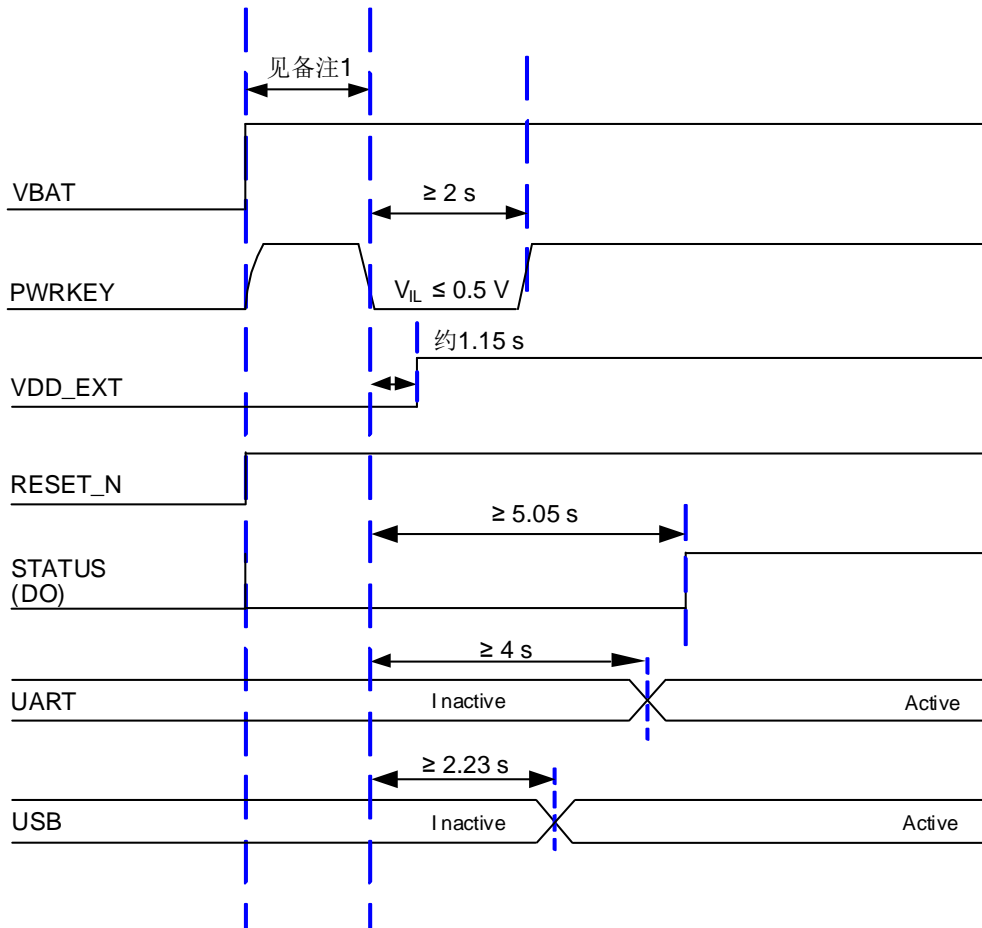 见备注1
VBAT
≥ 2 s
PWRKEY
VIL ≤ 0.5 V
约1.15 s
VDD_EXT
RESET_N
≥ 5.05 s
STATUS
(DO)
≥ 4 s
UART
Inactive
Active
≥ 2.23 s
USB
Inactive
Active